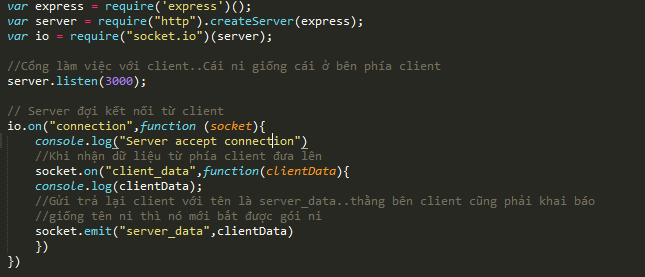 var express = require('express')();
var server = require("http").createServer(express);
var io = require("socket.io")(server);
//Cổng làm việc với client..Cái ni giống cái ở bên phía client
server.listen(3000);
// Server đợi kết nối từ client
io.on("connection",function (socket){
console.log("Server accept connection")
//Khi nhận dữ liệu từ phía client đưa lên
socket.on("client_data",function(clientData){
console.log(clientData);
//Gửi trả lại client với tên là server_data..thằng bên client cũng phải khai báo
//giống tên ni thì nó mới bắt được gói ni
socket.emit("server_data",clientData)
})
})